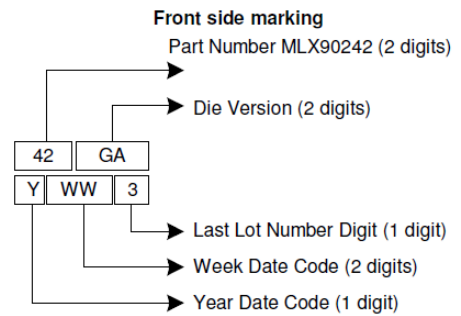 Front side marking
Part Number MLX90242 (2 digits)
Die Version (2 digits)
42 GA
Y WW 3
Last Lot Number Digit (1 digit)
Week Date Code (2 digits)
Year Date Code (1 digit)